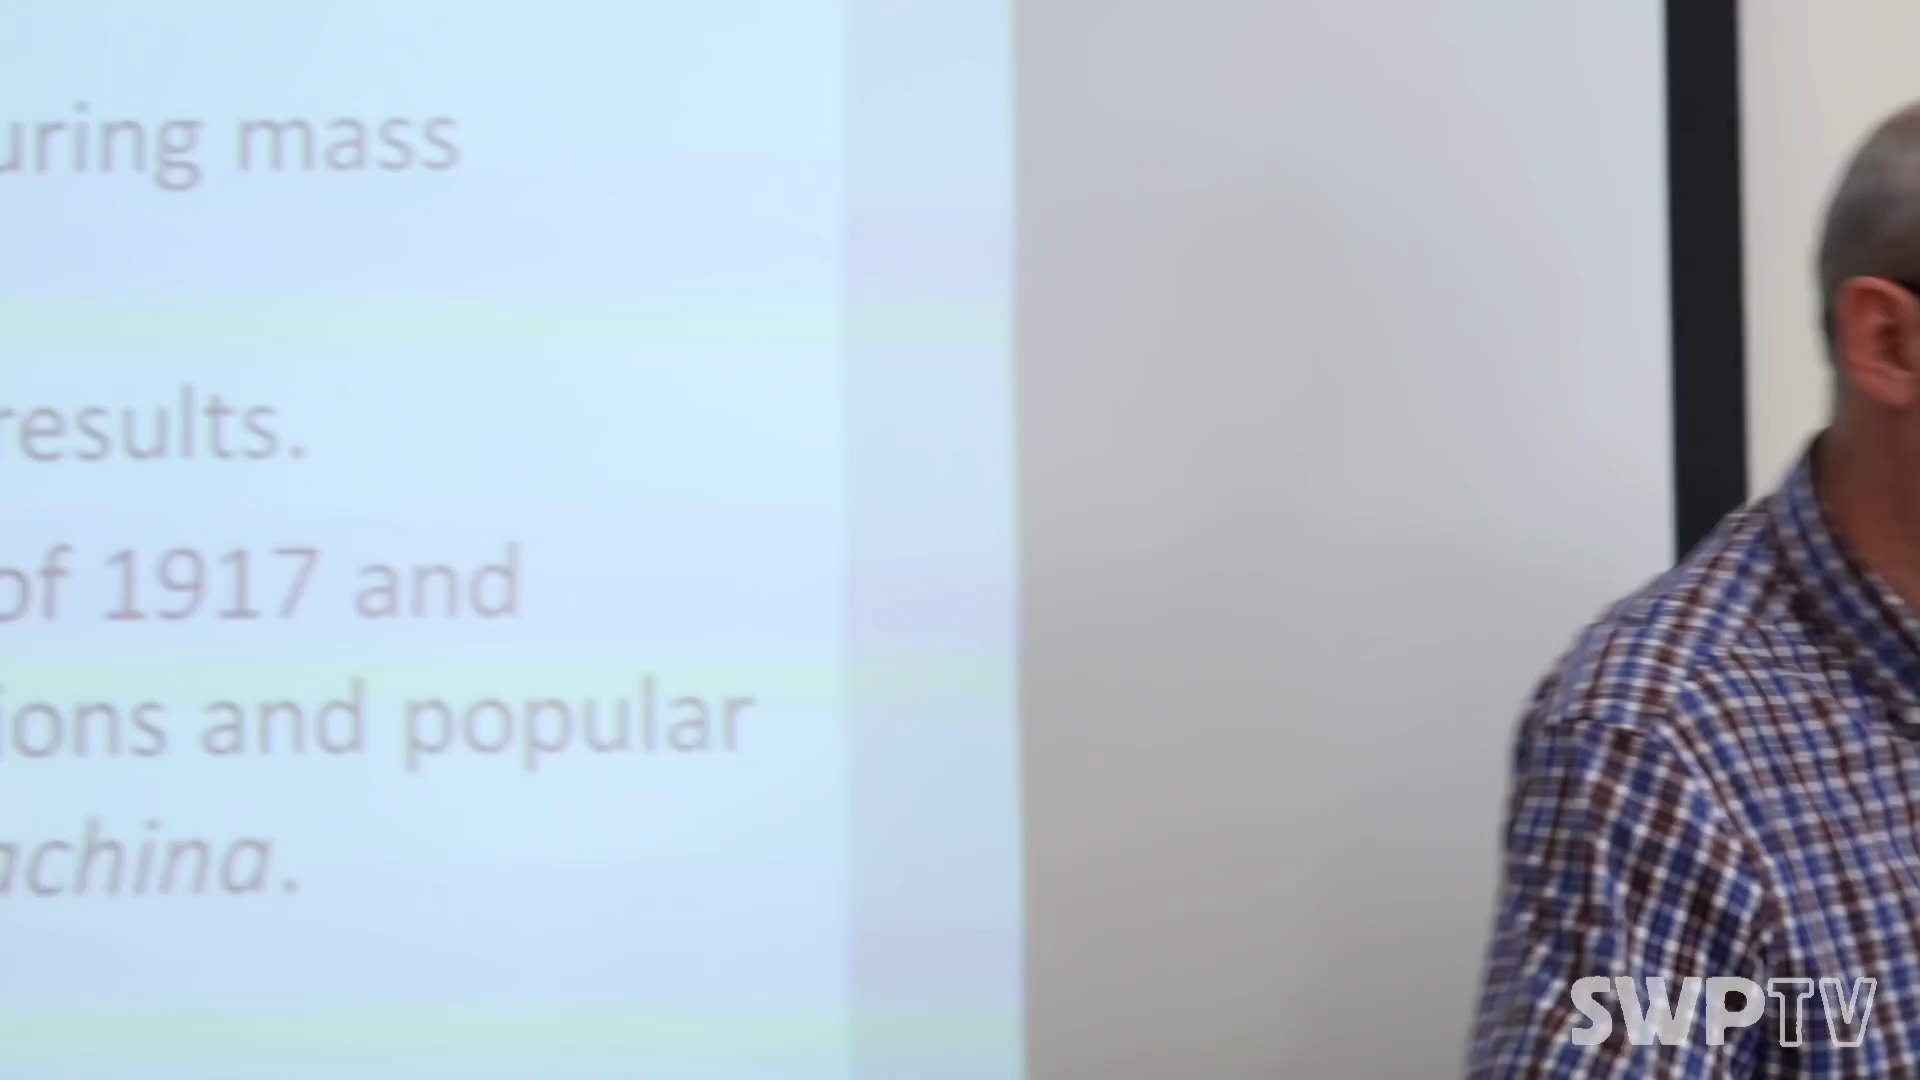 uring mass
results.
of 1917 and
ions and popular
achina.
SWPTV